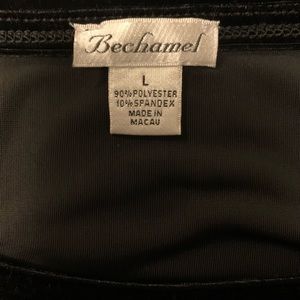 Bechamel
L
90% POLYESTER
10% SPANDEX
MADE IN
MACAU